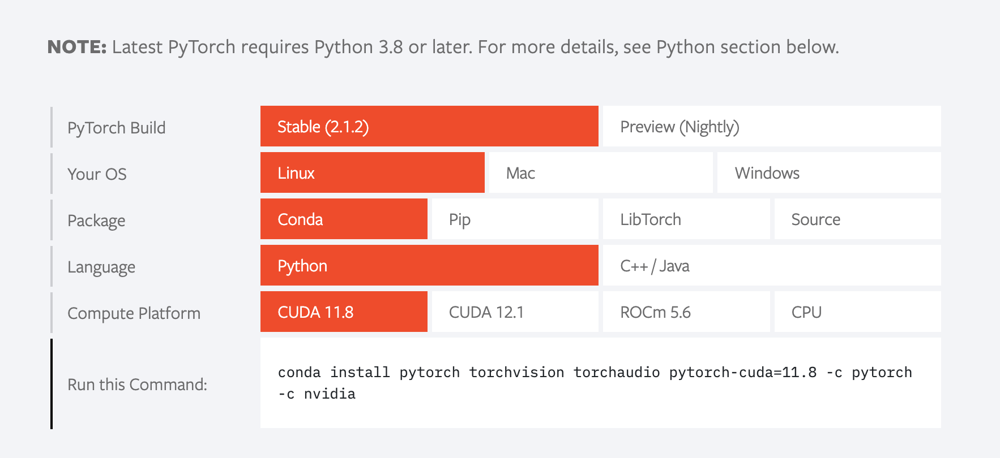 NOTE: Latest PyTorch requires Python 3.8 or later. For more details, see Python section below.
PyTorch Build
Stable (2.1.2)
Preview (Nightly)
Your OS
Linux
Mac
Windows
Package
Conda
Pip
LibTorch
Source
Language
Python
C++ / Java
Compute Platform
CUDA 11.8
CUDA 12.1
ROCm 5.6
CPU
Run this Command:
conda install pytorch torchvision torchaudio pytorch-cuda=11.8 -c pytorch
-c nvidia